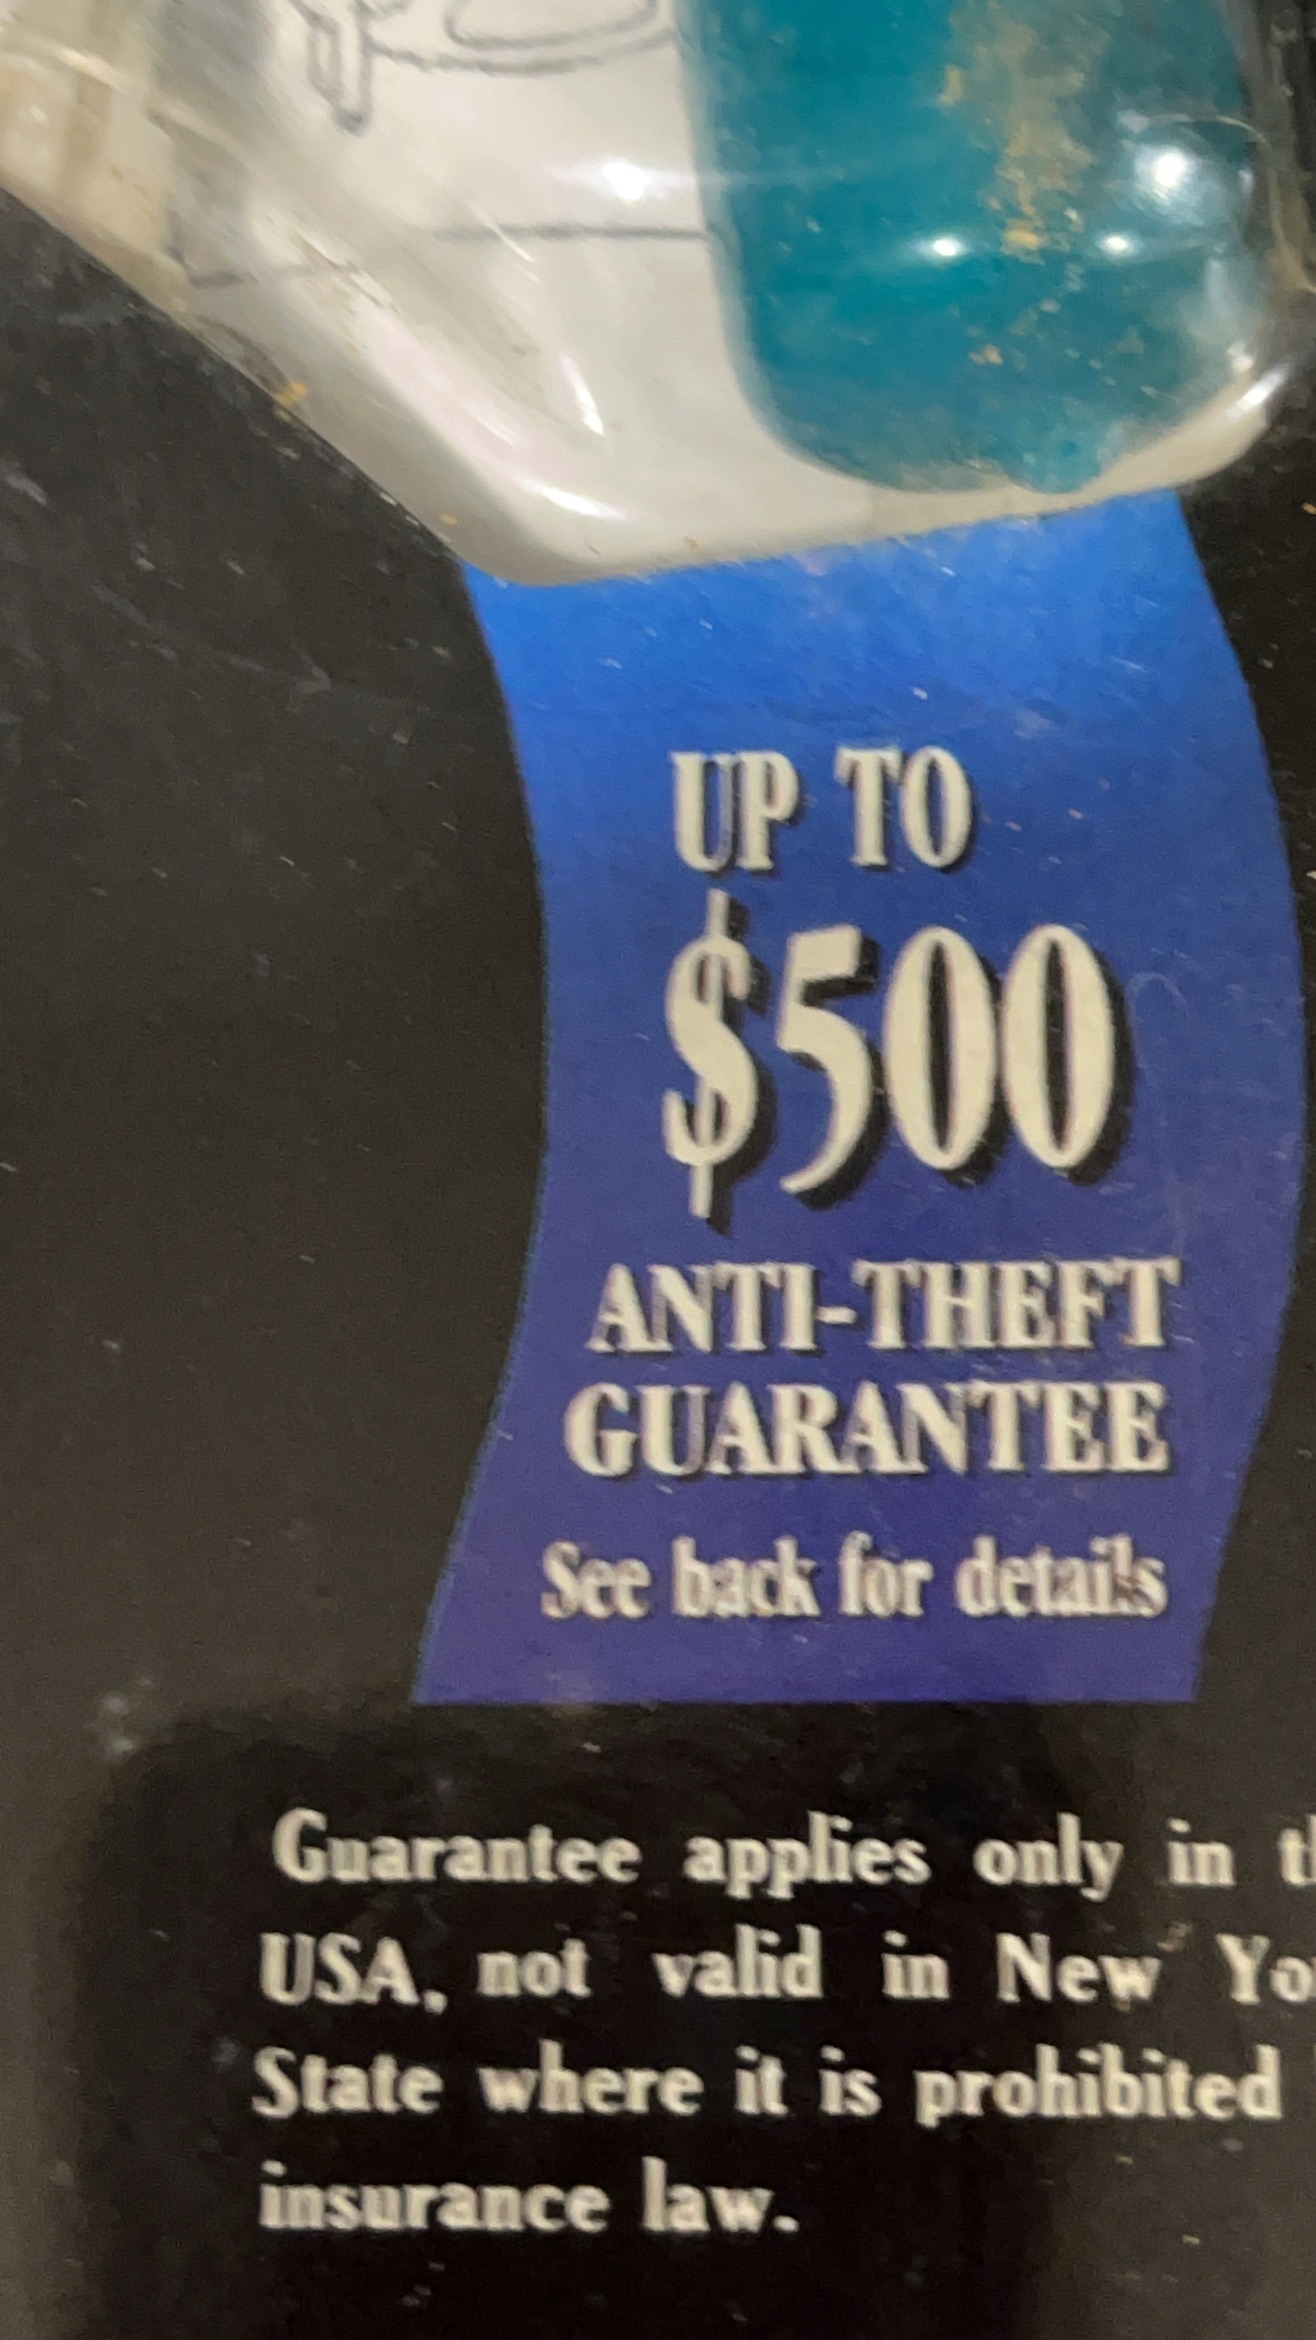 UP TO
$500
ANTI-THEFT
GUARANTEE
See back for details
Guarantee applies only in
USA, not valid in New
State where it is prohibited
insurance law.